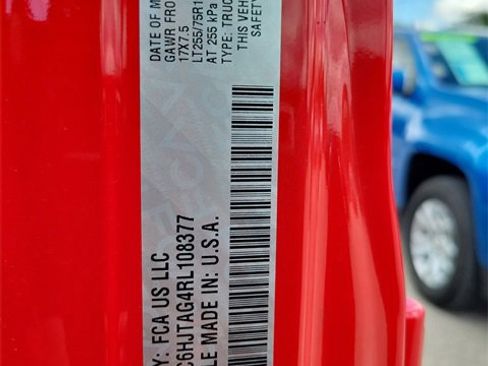 Y: FCA US LLC DATE OF M
GAWR FRO
17X7.5
LT255/75R1
AT 255 kPa
C6HJTAG4RL108377 TYPE: TRUC
LE MADE IN: U.S.A. THIS VEH
SAFETY